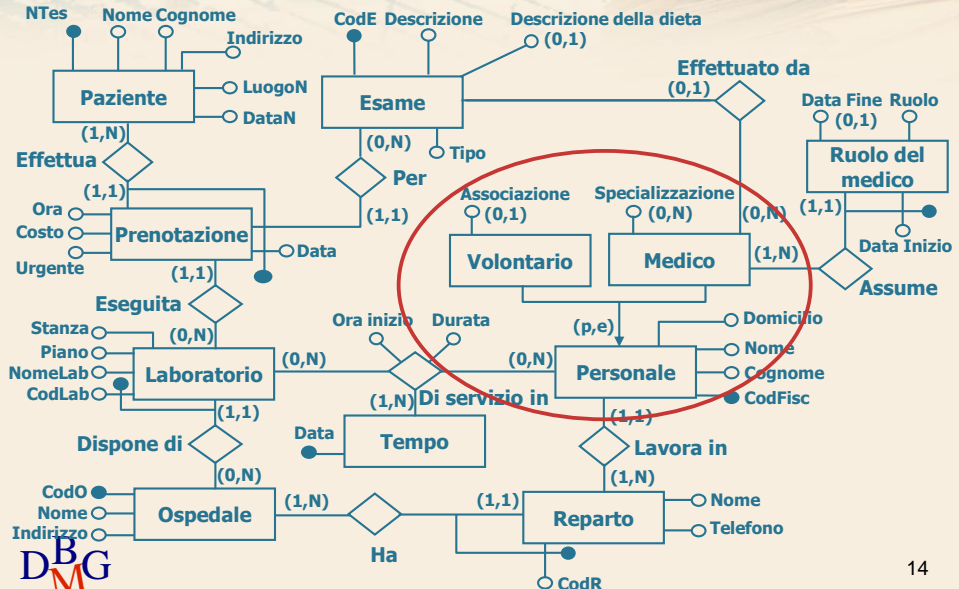 NTes Nome Cognome CodE Descrizione Descrizione della dieta
Indirizzo (0,1) Effettuato da
(0,1) Data Fine Ruolo
Paziente LuogoN Esame (0,1)
DataN Ruolo del medico
(1,N) (0,N) Tipo
Effettua Per Associazione Specializzazione
(1,1) (1,1) (0,1) (0,N) (0,N) (1,1)
Ora
Costo Prenotazione Data Volontario Medico (1,N) Data Inizio
Urgente Assume
(1,1)
Eseguita
Stanza (0,N) Ora inizio Durata (p,e) Domicilio
Piano (0,N) (0,N) Nome
NomeLab Laboratorio Personale Cognome
CodLab (1,N) Di servizio in CodFisc
(1,1) (1,1)
Dispone di Data Tempo Lavora in
(0,N) (1,N)
CodO (1,N) (1,1) Nome
Nome Ospedale Reparto Telefono
Indirizzo
Ha
DBMG CodR 14